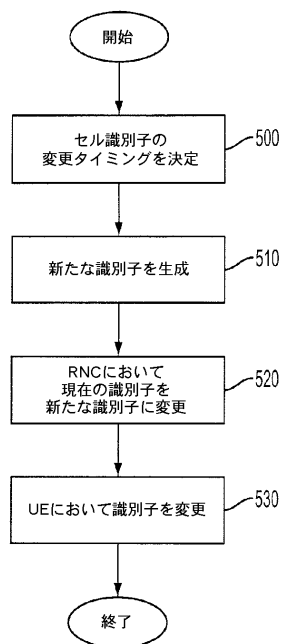 開始
セル識別子の
変更タイミングを決定
500
新たな識別子を生成
510
RNCにおいて
現在の識別子を
新たな識別子に変更
520
UEにおいて識別子を変更
530
終了